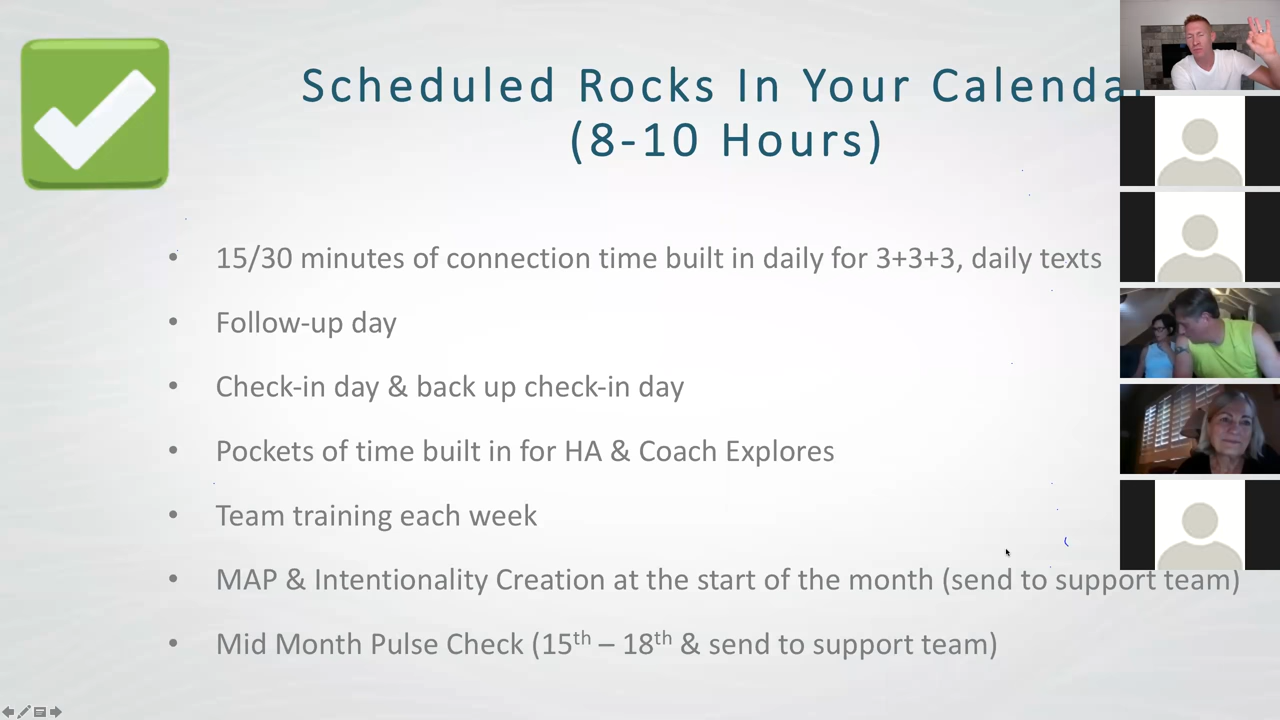 Scheduled Rocks In Your Calendar
(8-10 Hours)
• 15/30 minutes of connection time built in daily for 3+3+3, daily texts
• Follow-up day
• Check-in day & back up check-in day
• Pockets of time built in for HA & Coach Explores
• Team training each week
• MAP & Intentionality Creation at the start of the month (send to support team)
• Mid Month Pulse Check (15th – 18th & send to support team)